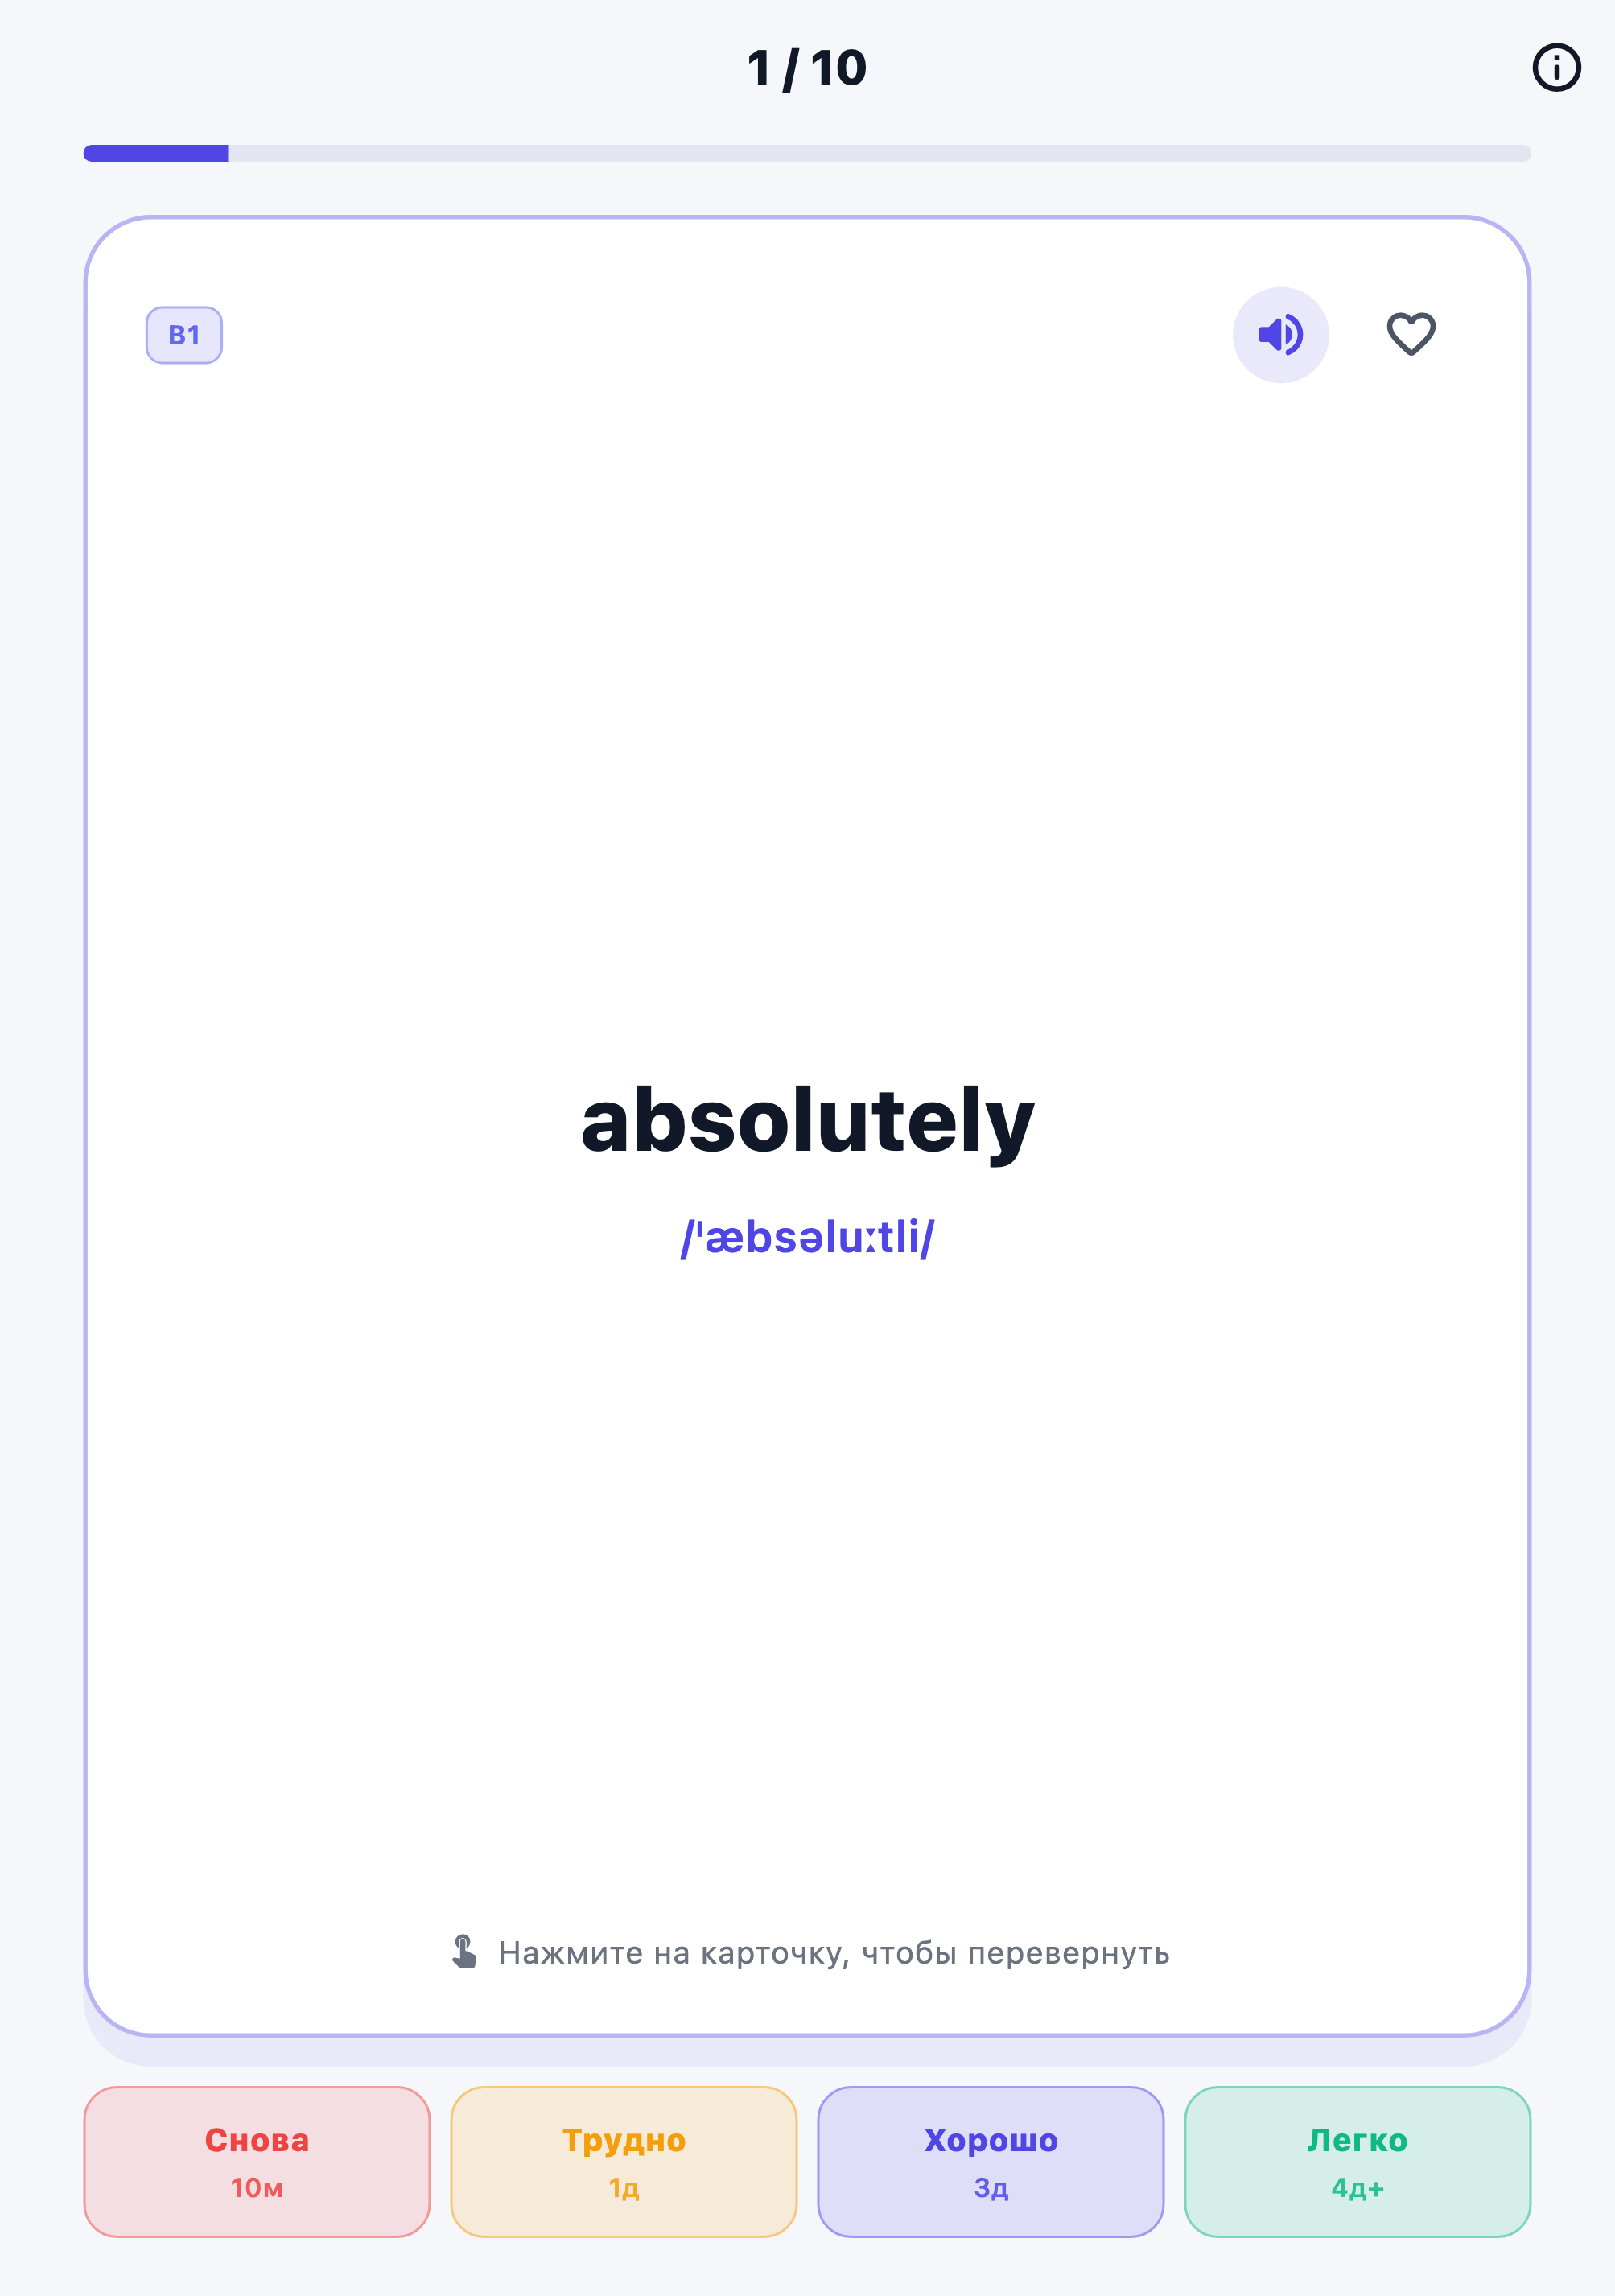 1 / 10
B1
absolutely
/ˈæbsəluːtli/
Нажмите на карточку, чтобы перевернуть
Снова Трудно Хорошо Легко
10м 1д 3д 4д+